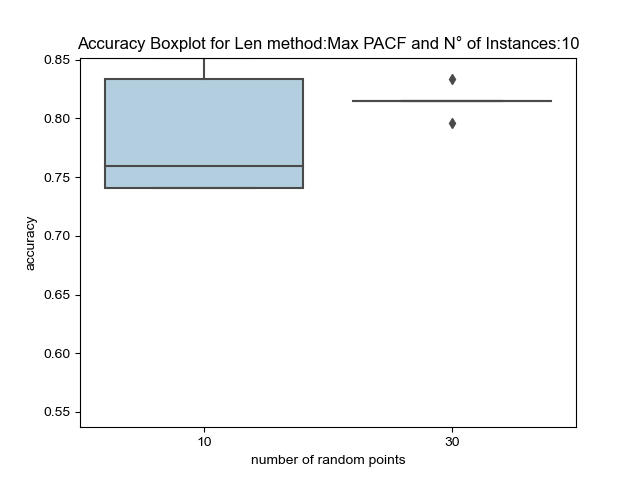 Accuracy Boxplot for Len method:Max PACF and N° of Instances:10
0.85
0.80
0.75
0.70
0.65
0.60
0.55
accuracy
10 30
number of random points